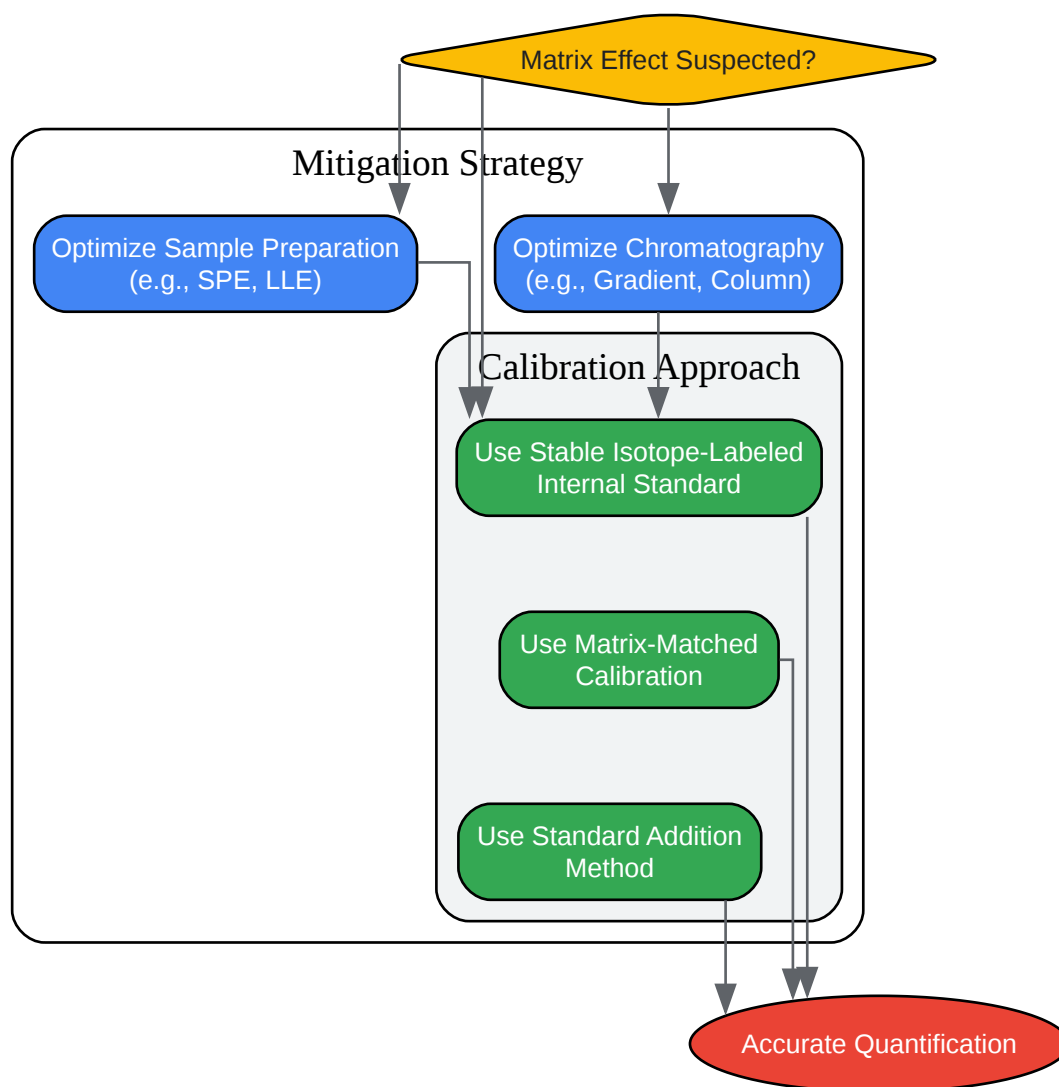 Matrix Effect Suspected?
Mitigation Strategy
Optimize Sample Preparation
(e.g., SPE, LLE)
Optimize Chromatography
(e.g., Gradient, Column)
Calibration Approach
Use Stable Isotope-Labeled
Internal Standard
Use Matrix-Matched
Calibration
Use Standard Addition
Method
Accurate Quantification